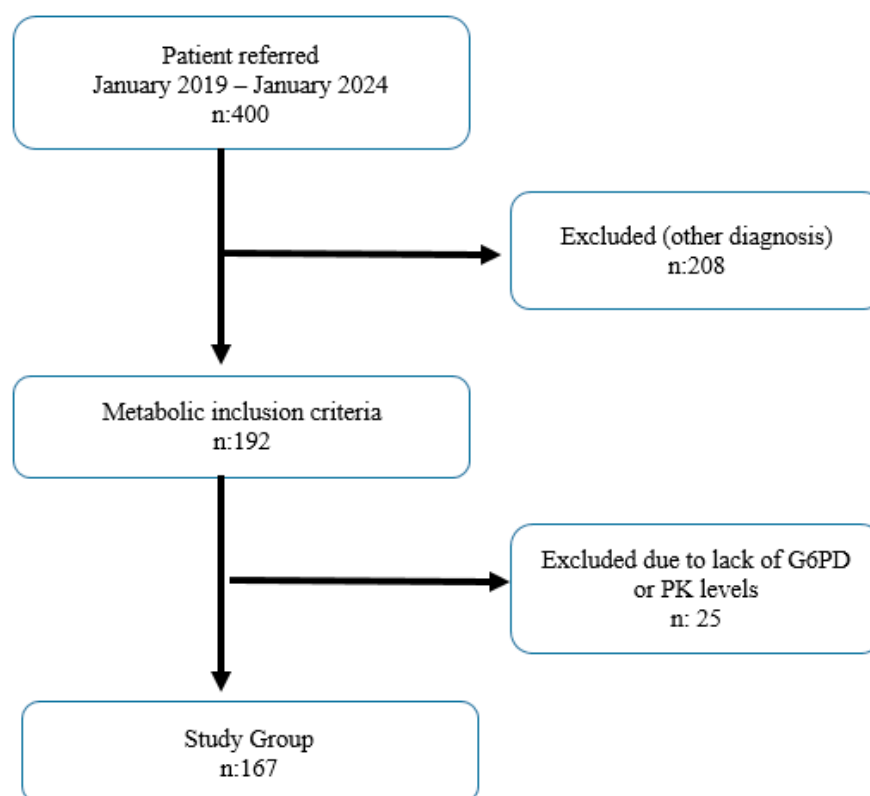 Patient referred
January 2019 – January 2024
n:400
Excluded (other diagnosis)
n:208
Metabolic inclusion criteria
n:192
Excluded due to lack of G6PD
or PK levels
n: 25
Study Group
n:167